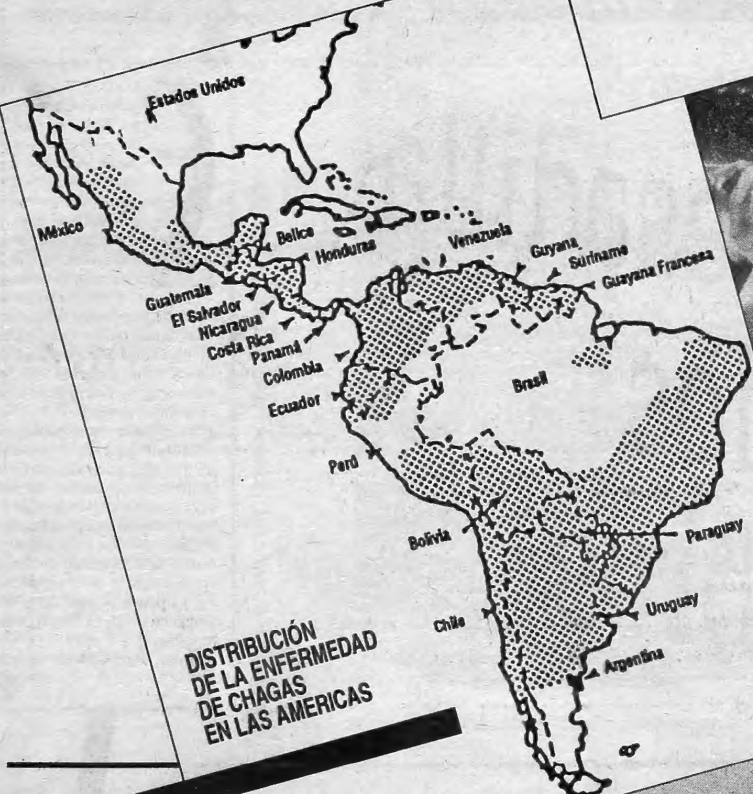 Estados Unidos
México
Belice
Honduras
Venezuela
Guyana
Suriname
Guayana Francesa
Guatemala
El Salvador
Nicaragua
Costa Rica
Panamá
Colombia
Ecuador
Brasil
Perú
Bolivia
Paraguay
Chile
Uruguay
Argentina
DISTRIBUCIÓN
DE LA ENFERMEDAD
DE CHAGAS
EN LAS AMERICAS